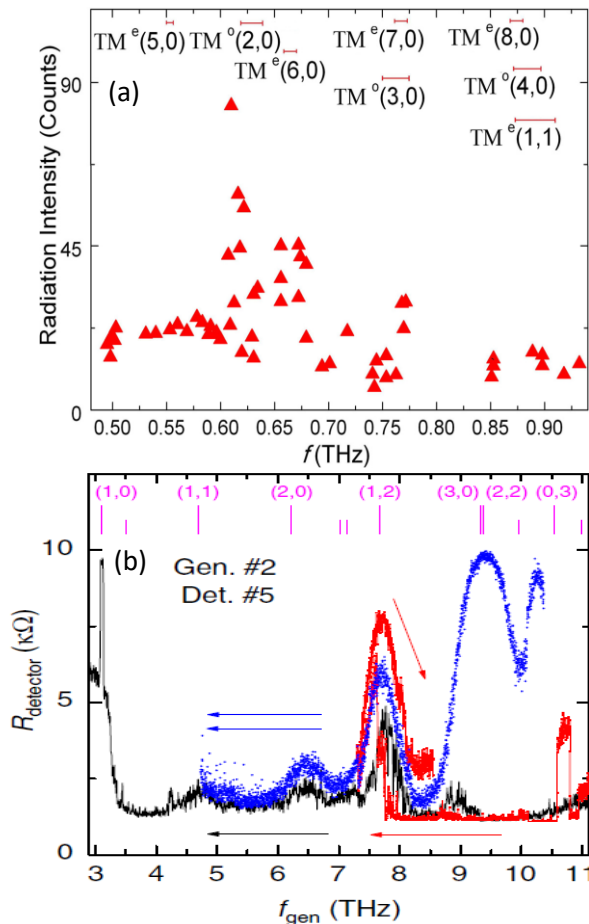 TM e(5,0) TM o(2,0) TM e(7,0) TM e(8,0)
TM e(6,0)
TM o(3,0) TM o(4,0)
TM e(1,1)
(a)
Radiation Intensity (Counts)
90
45
0
0.50 0.55 0.60 0.65 0.70 0.75 0.80 0.85 0.90
f(THz)
(1,0) (1,1) (2,0) (1,2) (3,0) (2,2) (0,3)
(b)
Gen. #2
Det. #5
Rdetector (κΩ)
10
5
0
3 4 5 6 7 8 9 10 11
fgen (THz)